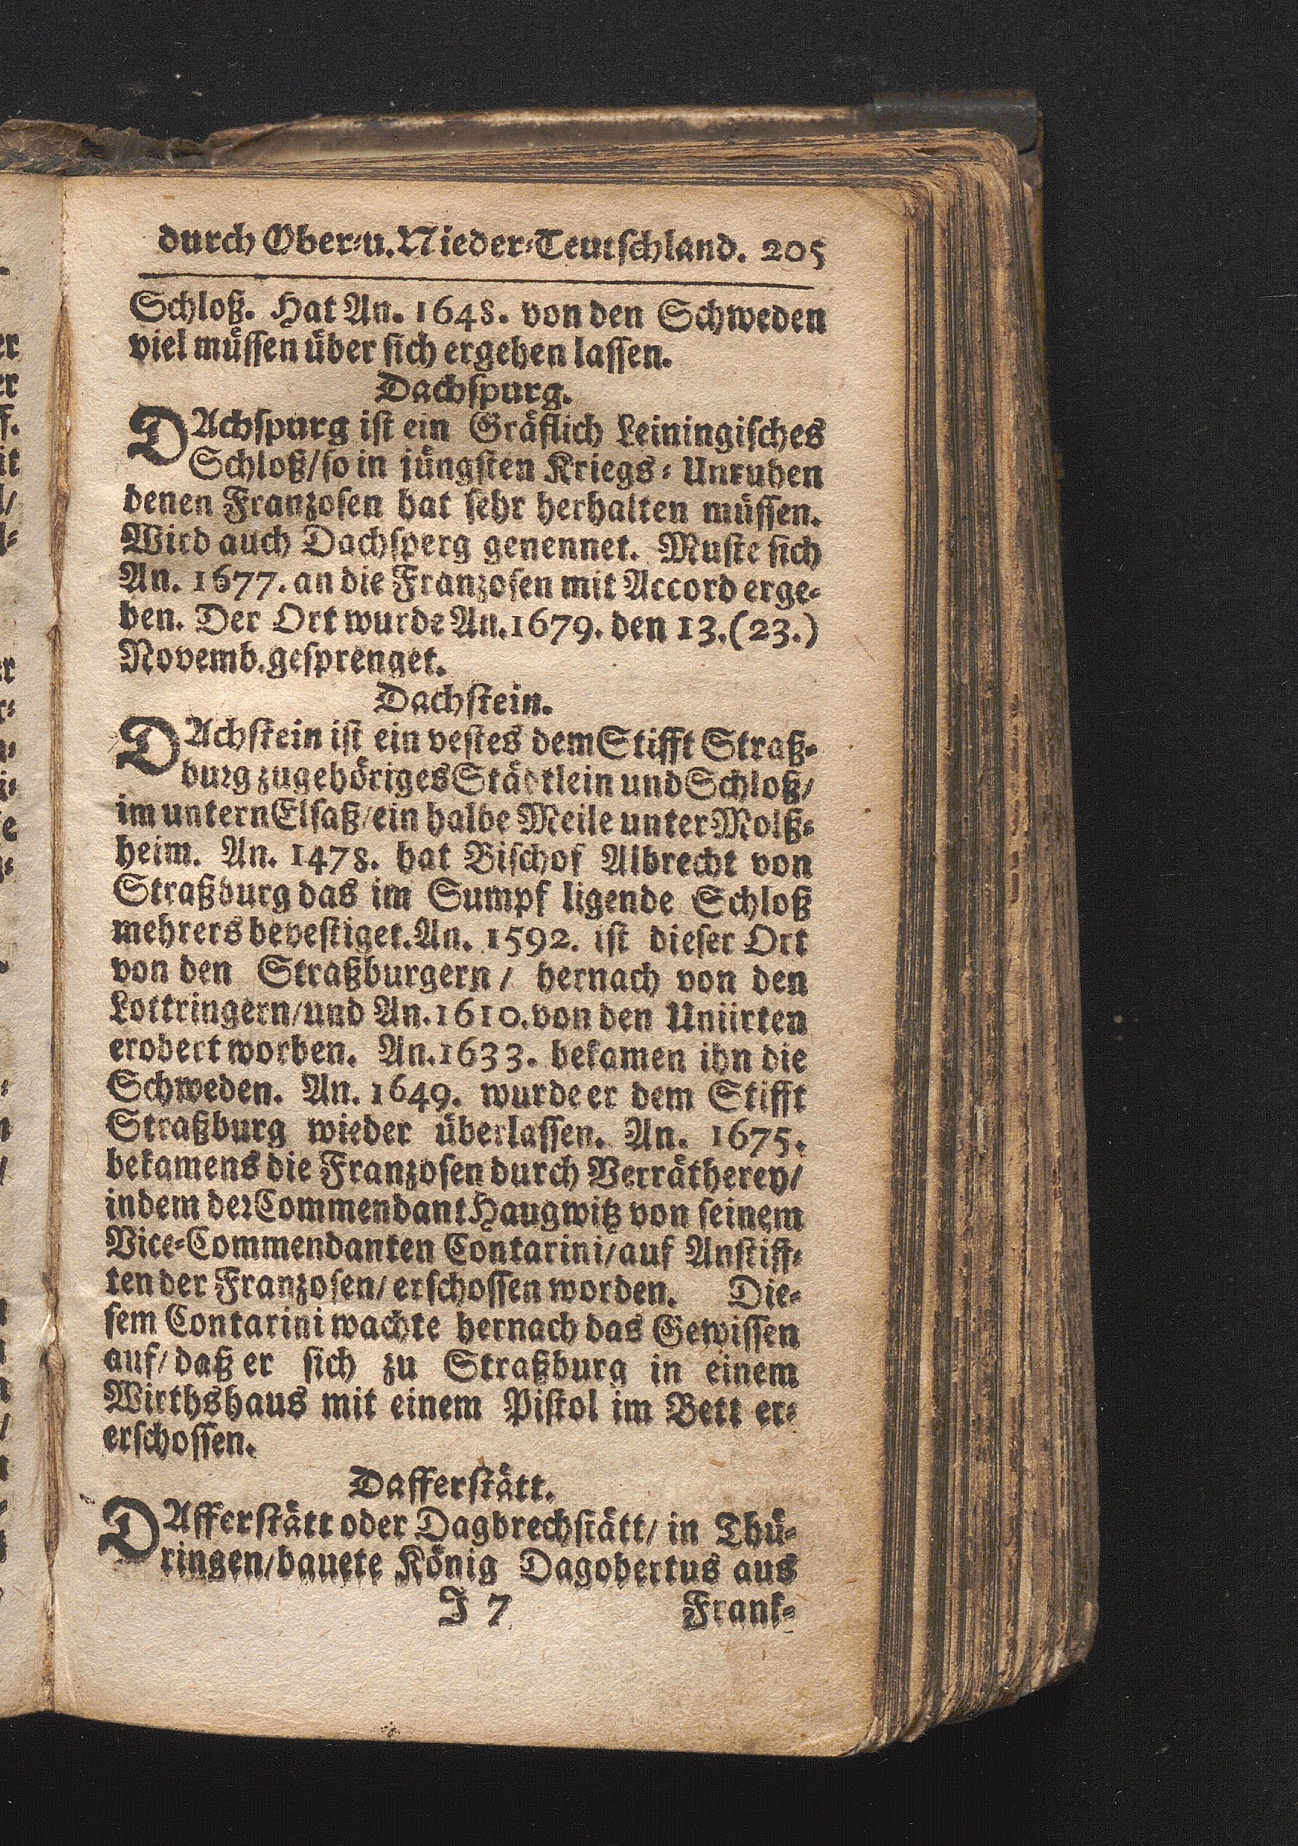 durch Ober-u. Nieder-Teutschland. 205
Schloß. Hat An. 1648. von den Schweden
viel müssen über sich ergehen lassen.
Dachspurg.
DAchspurg ist ein Gräflich Leiningisches
Schloß/so in jüngsten Kriegs-Unruhen
denen Franzosen hat sehr herhalten müssen.
Wird auch Dachsperg genennet. Muste sich
An. 1677. an die Franzosen mit Accord erge-
ben. Der Ort wurde An. 1679. den 13. (23.)
Novemb. gesprenget.
Dachstein.
DAchstein ist ein vestes dem Stifft Straß-
burg zugehöriges Städtlein und Schloß/
im untern Elsaß/ein halbe Meile unter Molß-
heim. An. 1478. hat Bischof Albrecht von
Straßburg das im Sumpf ligende Schloß
mehrers bevestiget. An. 1592. ist dieser Ort
von den Straßburgern/ hernach von den
Lottringern/und An. 1610. von den Uniirten
erobert worben. An. 1633. bekamen ihn die
Schweden. An. 1649. wurde er dem Stifft
Straßburg wieder überlassen. An. 1675.
bekamens die Franzosen durch Verrätherey/
indem der Commendant Haugwitz von seinem
Vice-Commendanten Contarini/auf Anstiff-
ten der Franzosen/ erschossen worden. Die-
sem Contarini wachte hernach das Gewissen
auf/ daß er sich zu Straßburg in einem
Wirthshaus mit einem Pistol im Bett er-
erschossen.
Dafferstätt.
DAfferstätt oder Dagbrechstätt/ in Thü-
ringen/bauete König Dagobertus aus
J 7 Frank-